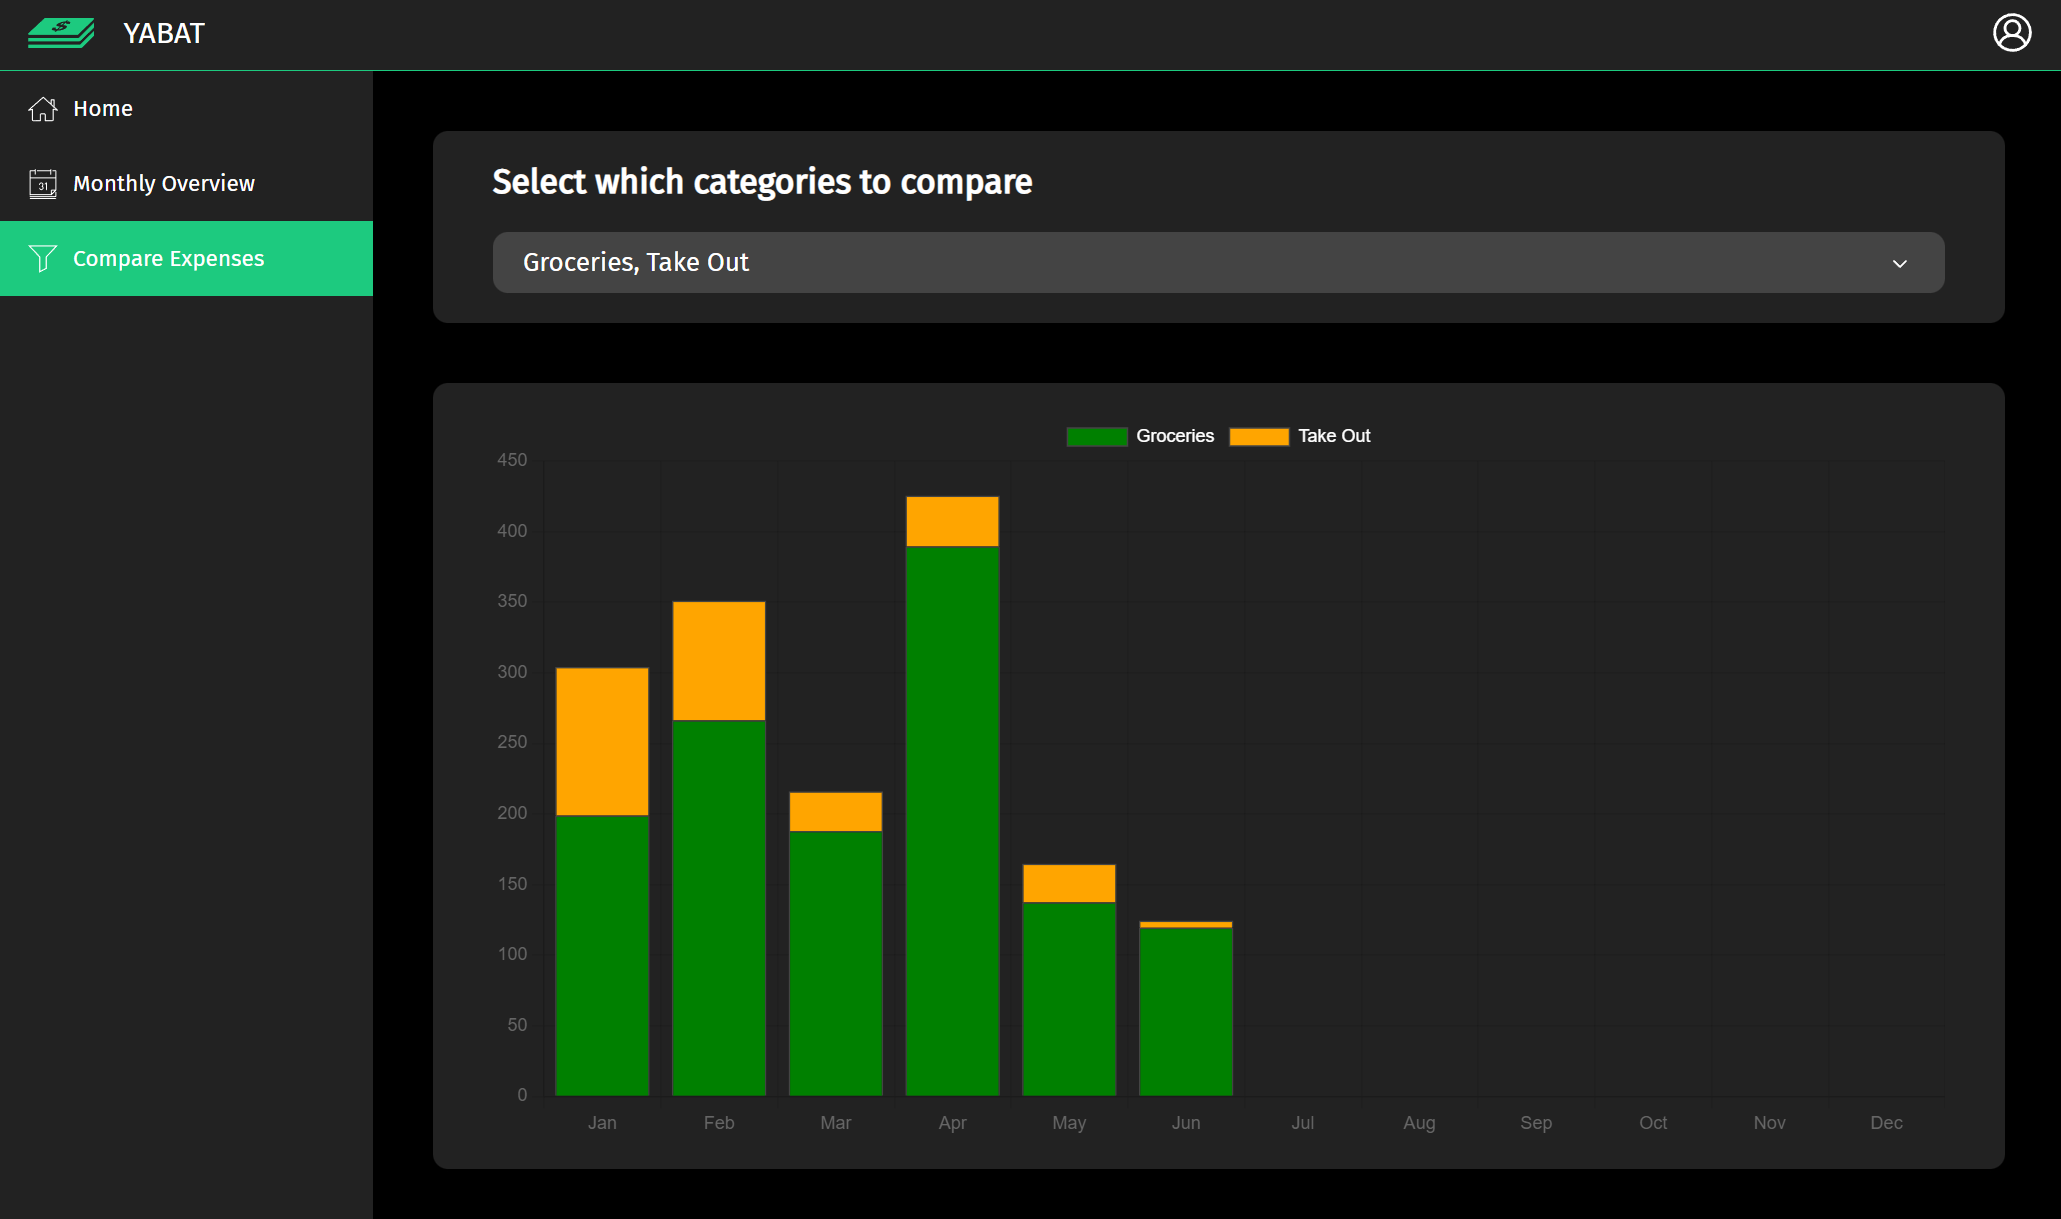 YABAT
Home
31
Monthly Overview
Compare Expenses
Select which categories to compare
Groceries, Take Out
Groceries Take Out
450
400
350
300
250
200
150
100
50
0
Jan Feb Mar Apr May Jun Jul Aug Sep Oct Nov Dec